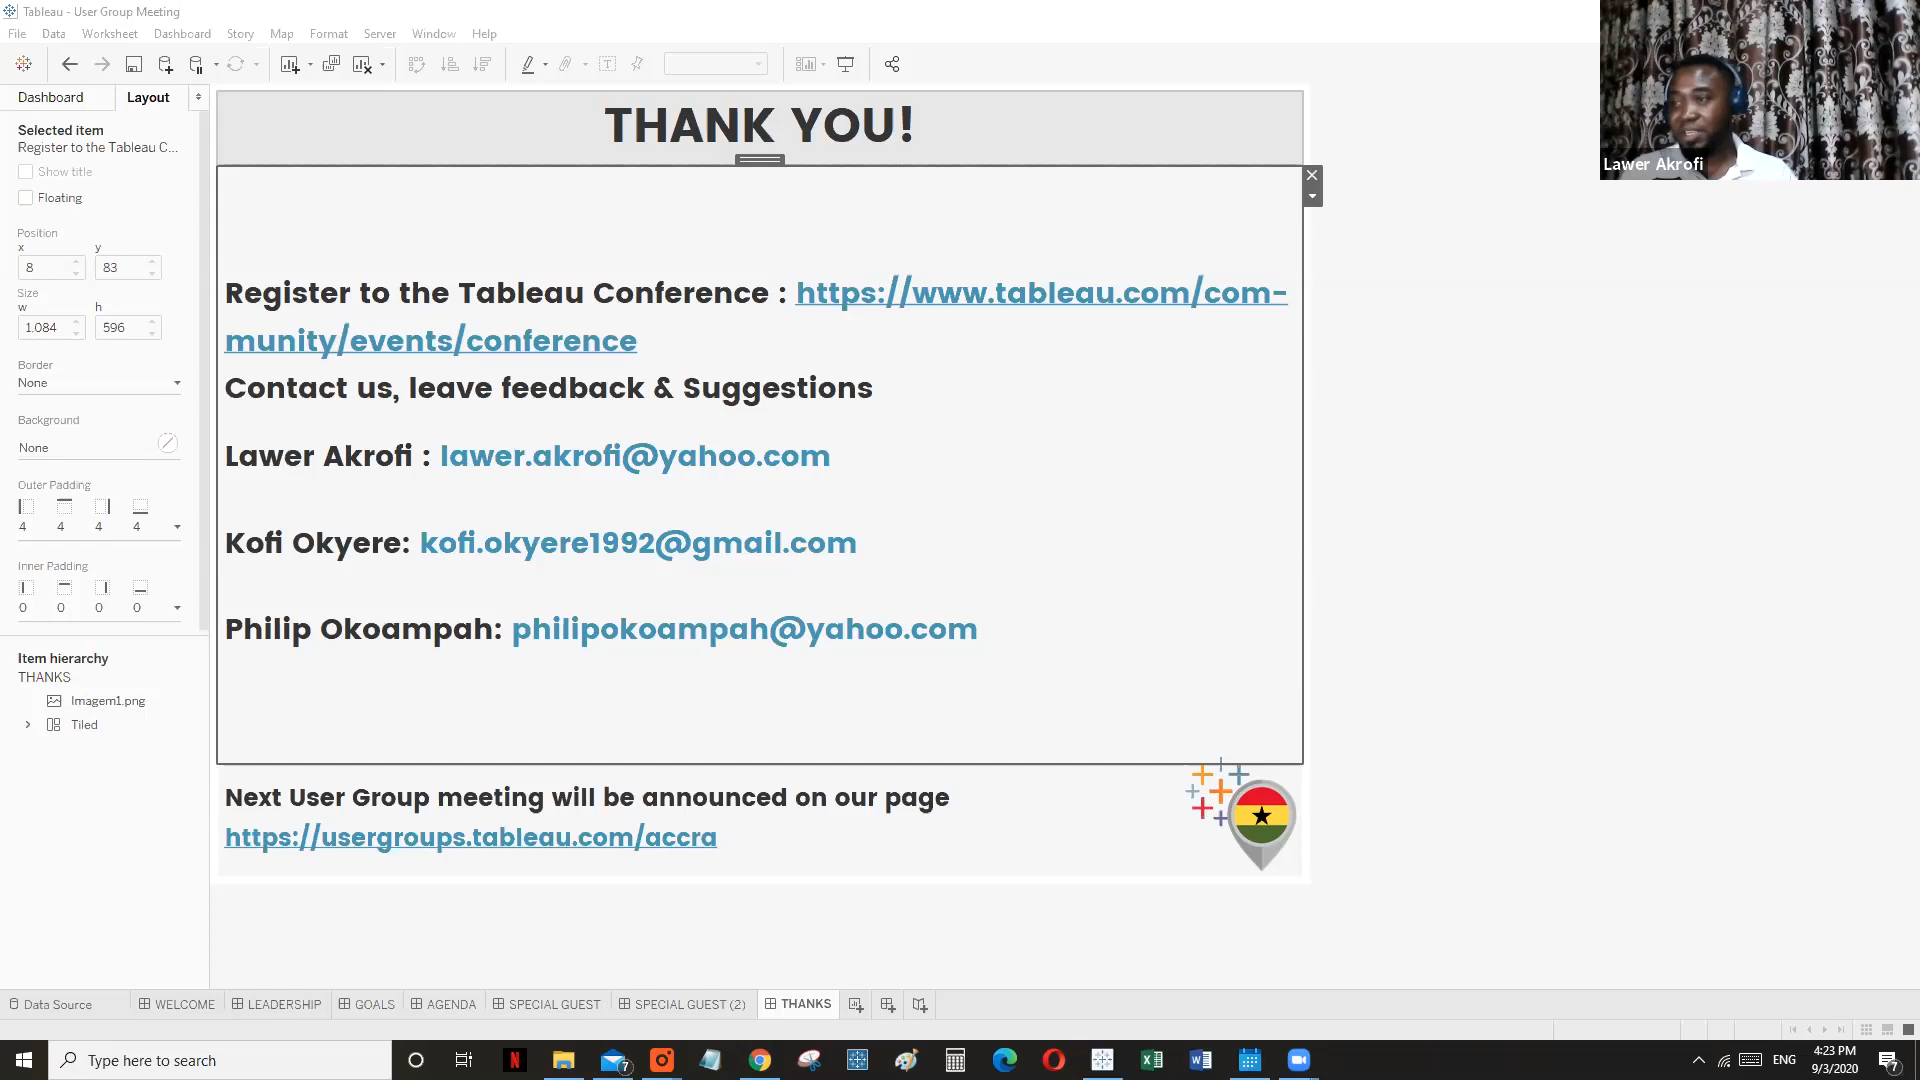 Tableau - User Group Meeting
File Data Worksheet Dashboard Story Map Format Server Window Help
Dashboard Layout
Selected item
Register to the Tableau C...
Show title
Floating
Position
x y
8 83
Size
w h
1.084 596
Border
None
Background
None
Outer Padding
4 4 4 4
Inner Padding
0 0 0 0
Item hierarchy
THANKS
Imagem1.png
Tiled
THANK YOU!
Register to the Tableau Conference : https://www.tableau.com/com-
munity/events/conference
Contact us, leave feedback & Suggestions
Lawer Akrofi : lawer.akrofi@yahoo.com
Kofi Okyere: kofi.okyere1992@gmail.com
Philip Okoampah: philipokoampah@yahoo.com
Next User Group meeting will be announced on our page
https://usergroups.tableau.com/accra
Lawer Akrofi
Data Source WELCOME LEADERSHIP GOALS AGENDA SPECIAL GUEST SPECIAL GUEST (2) THANKS
Type here to search
7
ENG
4:23 PM
9/3/2020
7